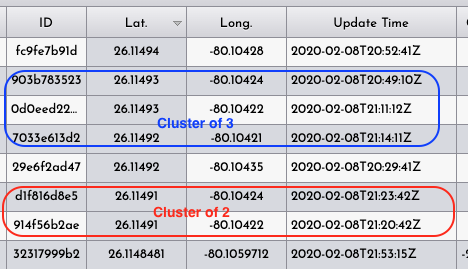 ID Lat. Long. Update Time
fc9fe7b91d 26.11494 -80.10428 2020-02-08T20:52:41Z
903b783523 26.11493 -80.10424 2020-02-08T20:49:10Z
0d0eed22... 26.11493 -80.10422 2020-02-08T21:11:12Z
Cluster of 3
7033e613d2 26.11492 -80.10421 2020-02-08T21:14:11Z
29e6f2ad47 26.11492 -80.10435 2020-02-08T20:29:41Z
d1f816d8e5 26.11491 -80.10424 2020-02-08T21:23:42Z
Cluster of 2
914f56b2ae 26.11491 -80.10422 2020-02-08T21:20:42Z
32317999b2 26.1148481 -80.1059712 2020-02-08T21:53:15Z